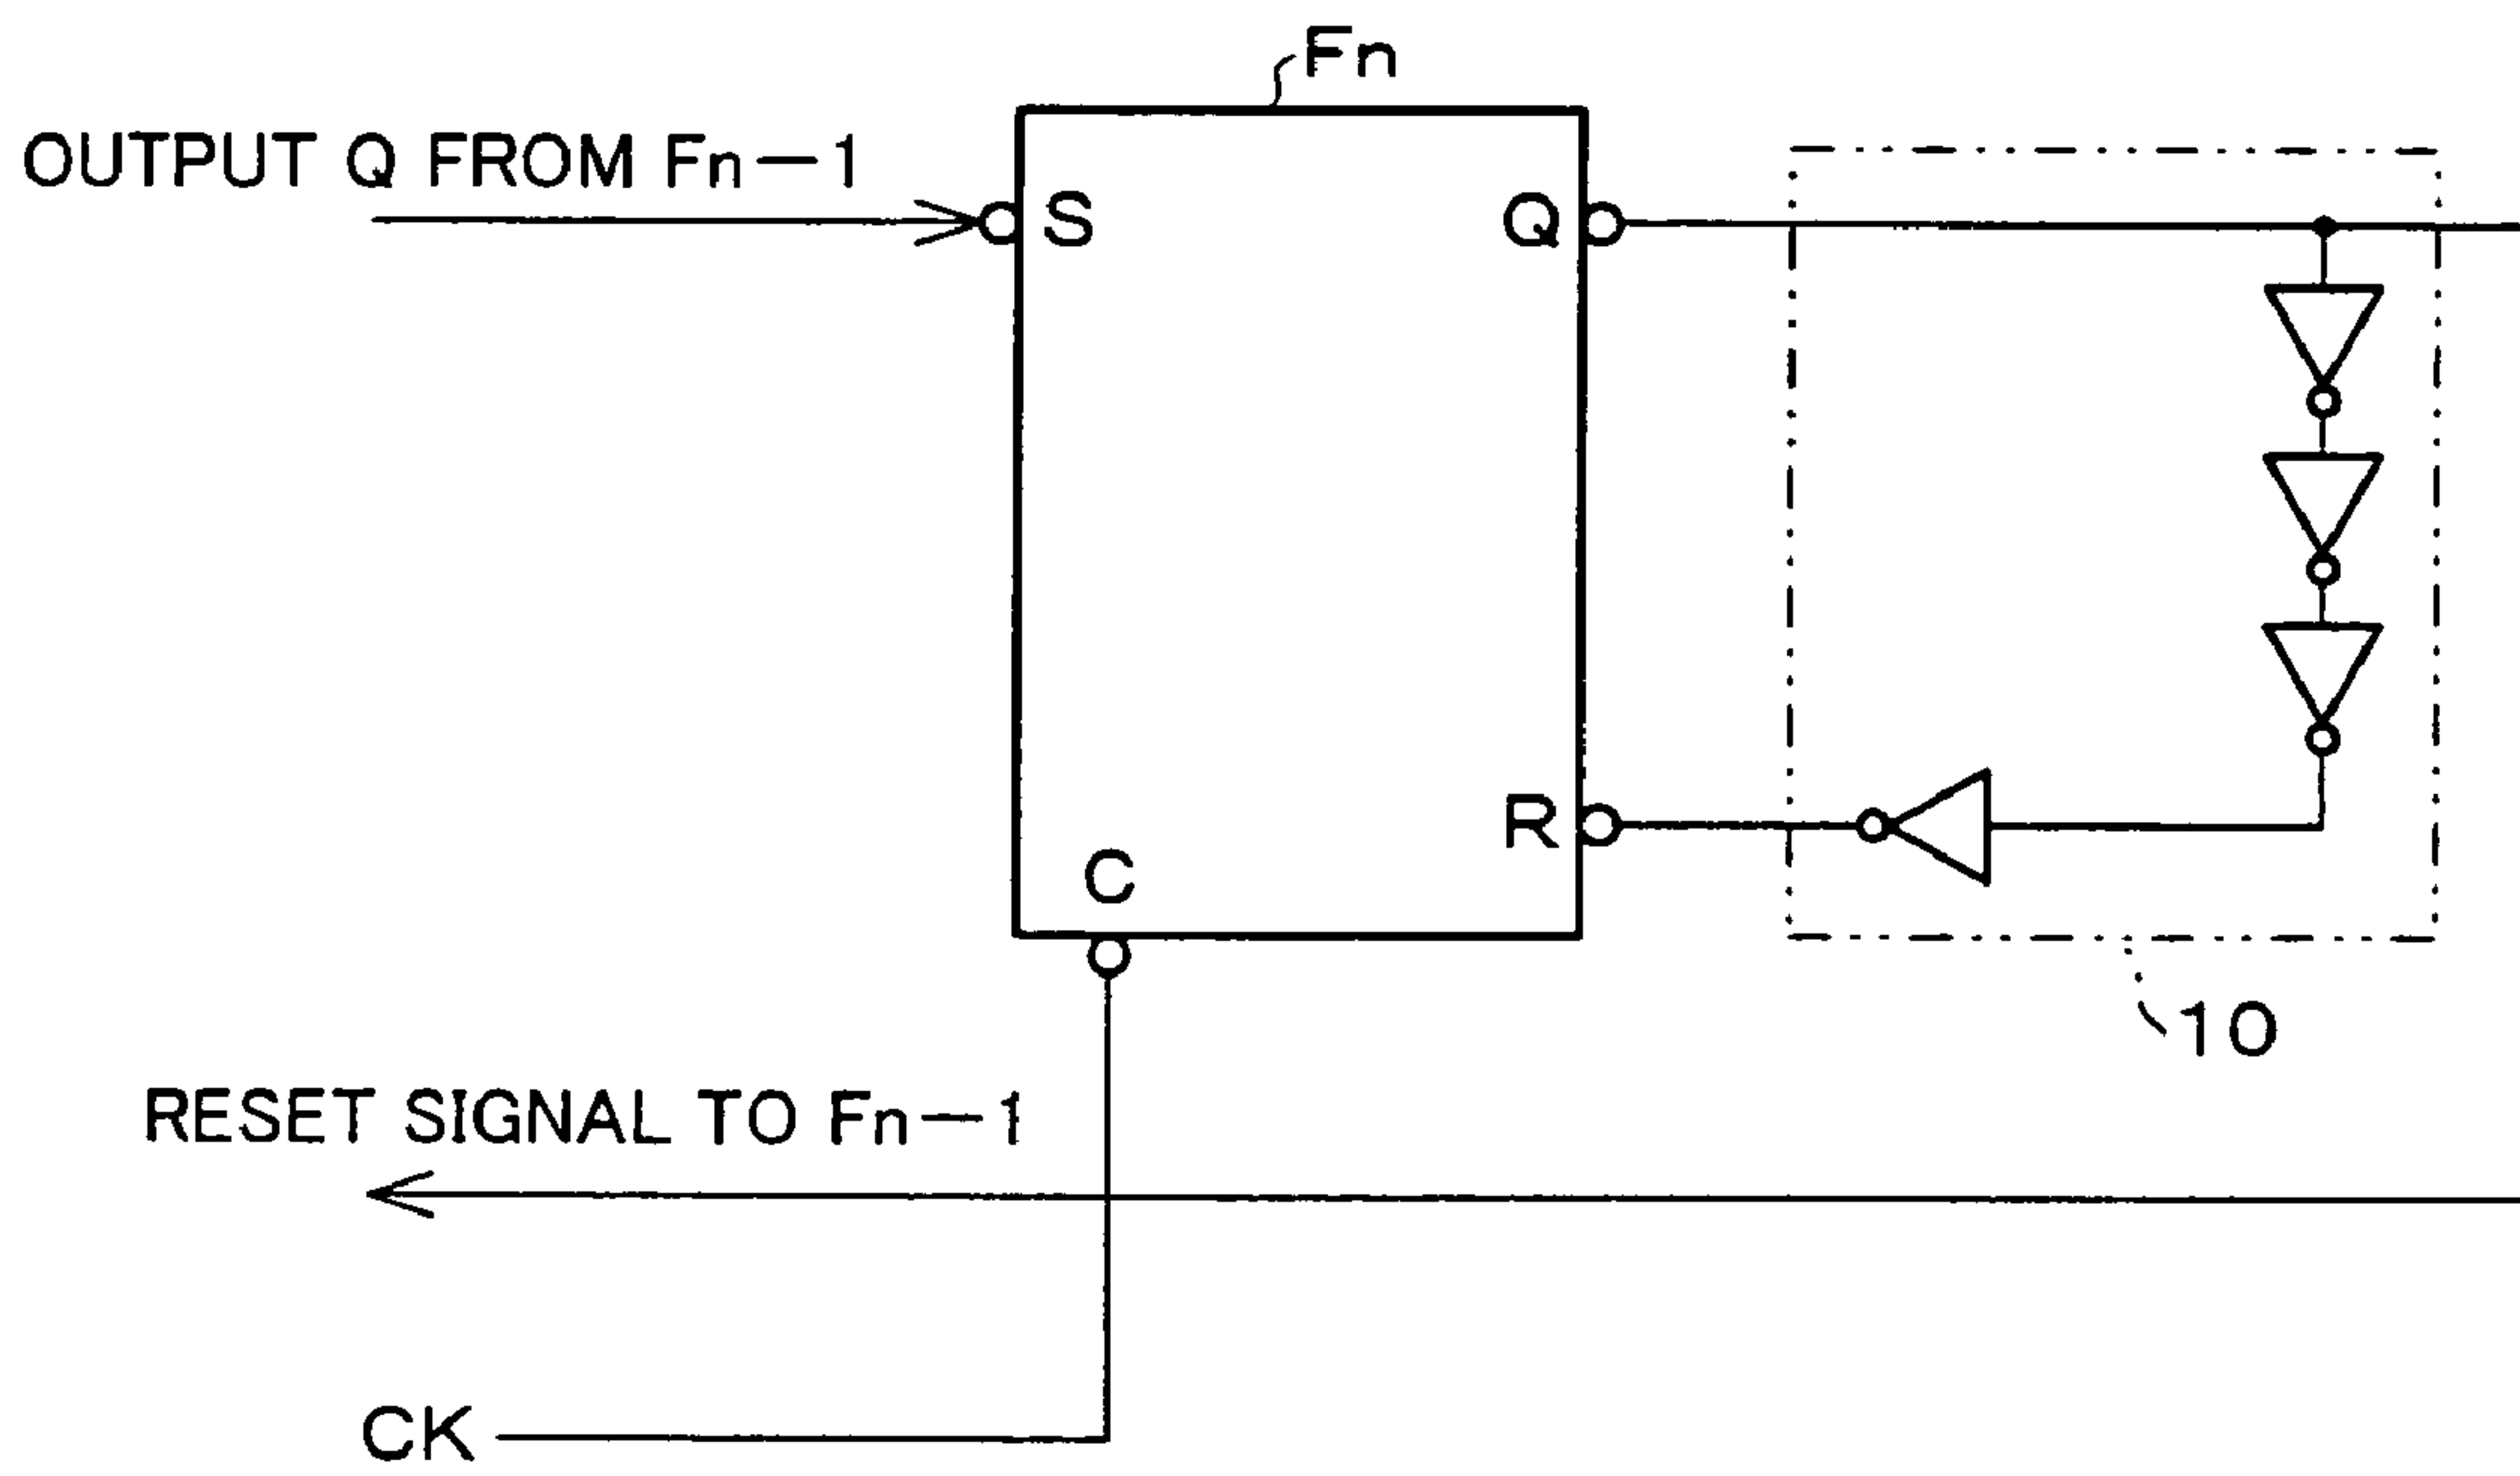 Fn
OUTPUT Q FROM Fn—1
S
Q
R
C
10
RESET SIGNAL TO Fn—1
CK